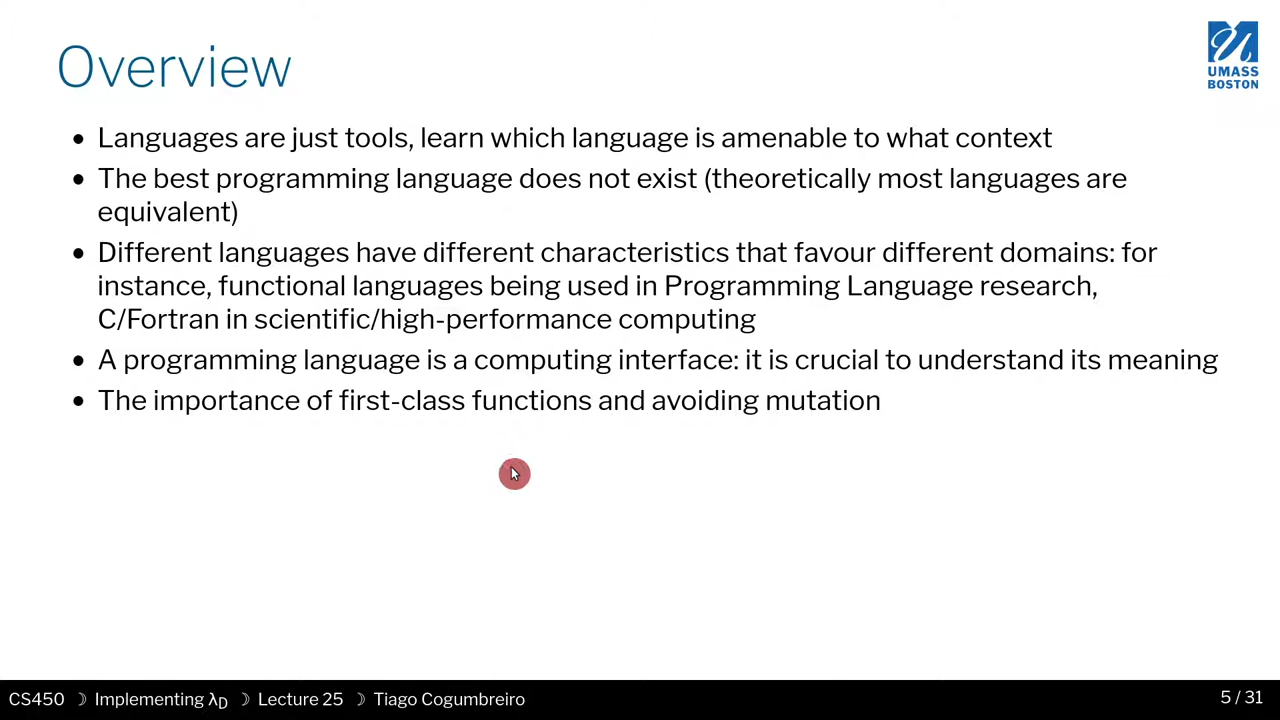 Overview
UMASS
BOSTON
• Languages are just tools, learn which language is amenable to what context
• The best programming language does not exist (theoretically most languages are
equivalent)
• Different languages have different characteristics that favour different domains: for
instance, functional languages being used in Programming Language research,
C/Fortran in scientific/high-performance computing
• A programming language is a computing interface: it is crucial to understand its meaning
• The importance of first-class functions and avoiding mutation
CS450 ☽ Implementing λD ☽ Lecture 25 ☽ Tiago Cogumbreiro
5 / 31